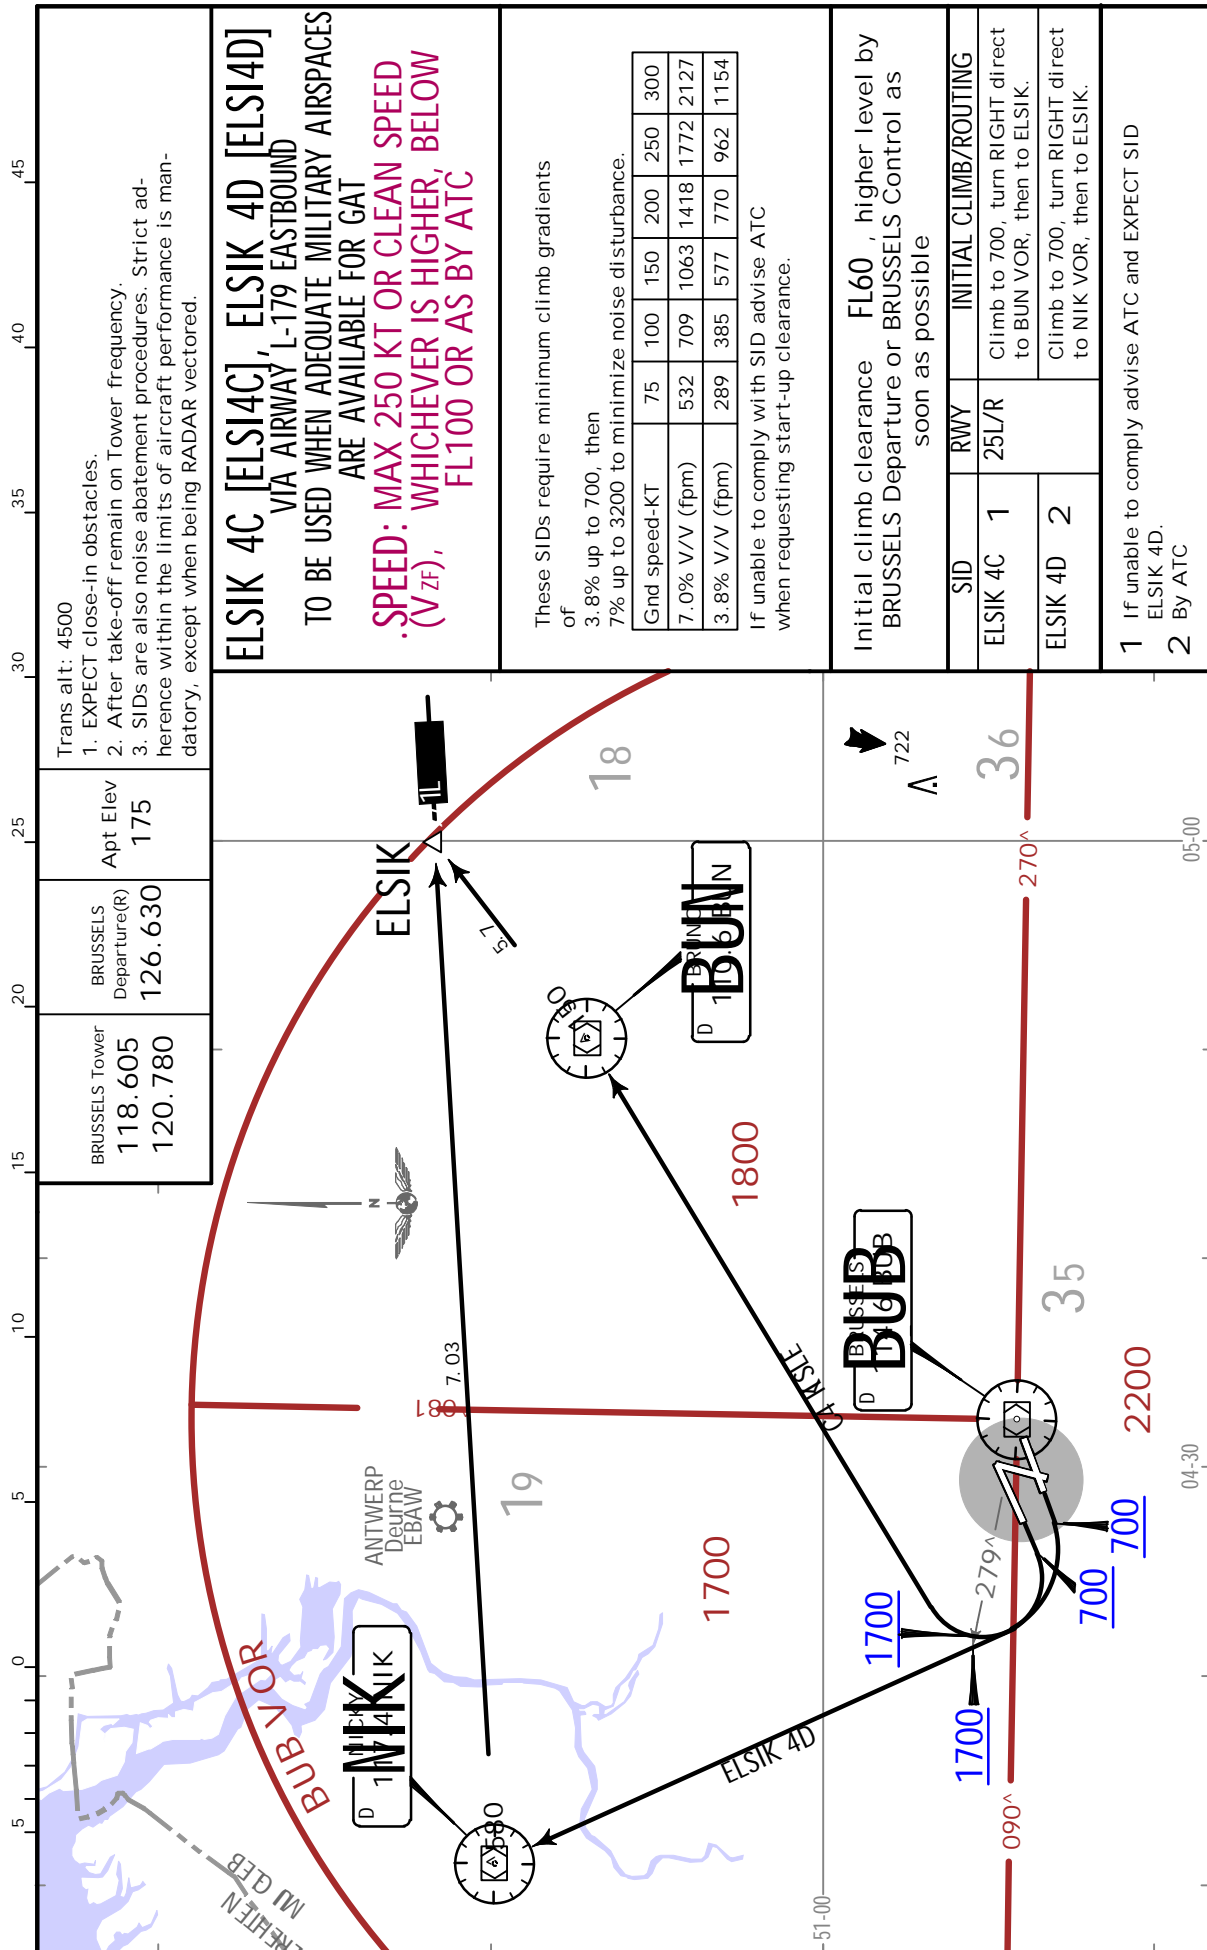 BRUSSELS Tower
118.605
120.780
BRUSSELS
Departure(R)
126.630
Apt Elev
175
Trans alt: 4500
1. EXPECT close-in obstacles.
2. After take-off remain on Tower frequency.
3. SIDs are also noise abatement procedures. Strict ad-
herence within the limits of aircraft performance is man-
datory, except when being RADAR vectored.
ELSIK 4C [ELSI4C], ELSIK 4D [ELSI4D]
VIA AIRWAY L-179 EASTBOUND
TO BE USED WHEN ADEQUATE MILITARY AIRSPACES
ARE AVAILABLE FOR GAT
.SPEED: MAX 250 KT OR CLEAN SPEED
(VZF), WHICHEVER IS HIGHER, BELOW
FL100 OR AS BY ATC
These SIDs require minimum climb gradients
of
3.8% up to 700, then
7% up to 3200 to minimize noise disturbance.
Gnd speed-KT 75 100 150 200 250 300
7.0% V/V (fpm) 532 709 1063 1418 1772 2127
3.8% V/V (fpm) 289 385 577 770 962 1154
If unable to comply with SID advise ATC
when requesting start-up clearance.
Initial climb clearance FL60 , higher level by
BRUSSELS Departure or BRUSSELS Control as
soon as possible
SID RWY INITIAL CLIMB/ROUTING
ELSIK 4C 1 25L/R Climb to 700, turn RIGHT direct
to BUN VOR, then to ELSIK.
ELSIK 4D 2 Climb to 700, turn RIGHT direct
to NIK VOR, then to ELSIK.
1 If unable to comply advise ATC and EXPECT SID
ELSIK 4D.
2 By ATC
5 0 5 10 15 20 25 30 35 40 45
BUB VOR
D NICKY
NIK
ANTWERP
Deurne
EBAW
19
7.03
N
ELSIK
1L
5.7
18
BUN
D
1800
1700
BRUSSELS
BUB
D
35
36
722
2200
ELSIK 4D
1700
1700
700
700
279^
090^
270^
51-00
04-30
05-00